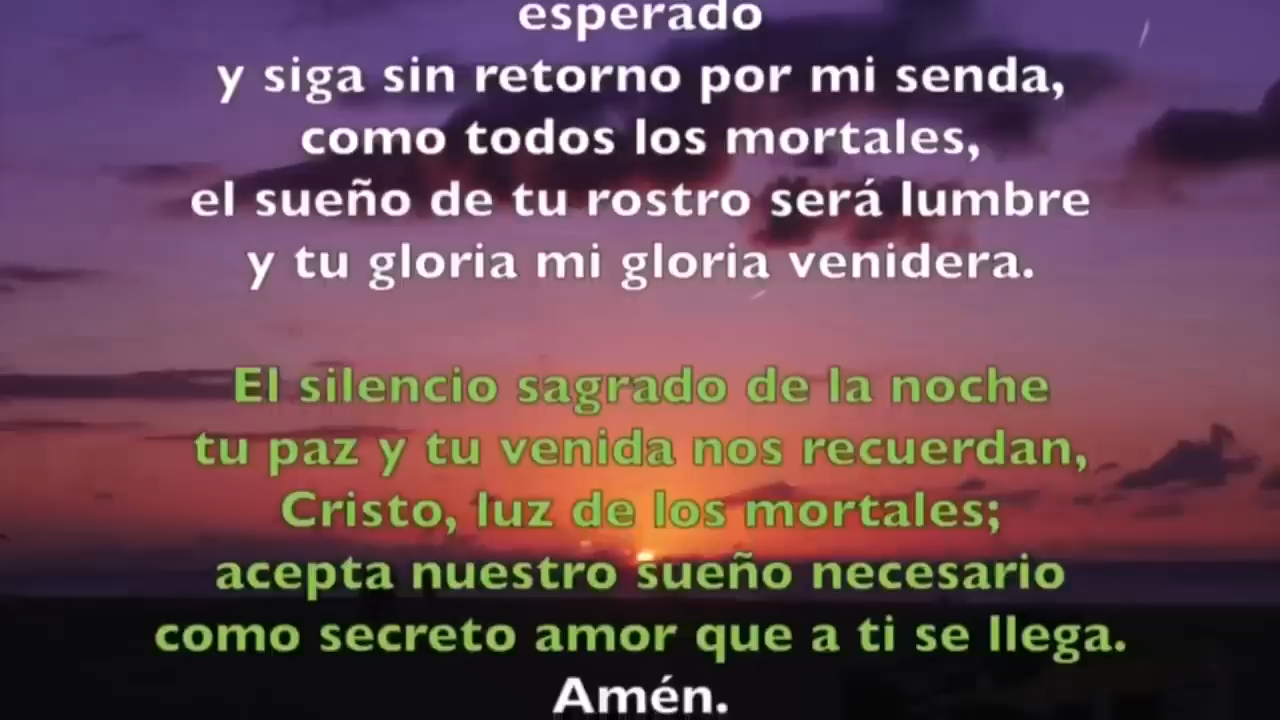 esperado
y siga sin retorno por mi senda,
como todos los mortales,
el sueño de tu rostro será lumbre
y tu gloria mi gloria venidera.
El silencio sagrado de la noche
tu paz y tu venida nos recuerdan,
Cristo, luz de los mortales;
acepta nuestro sueño necesario
como secreto amor que a ti se llega.
Amén.